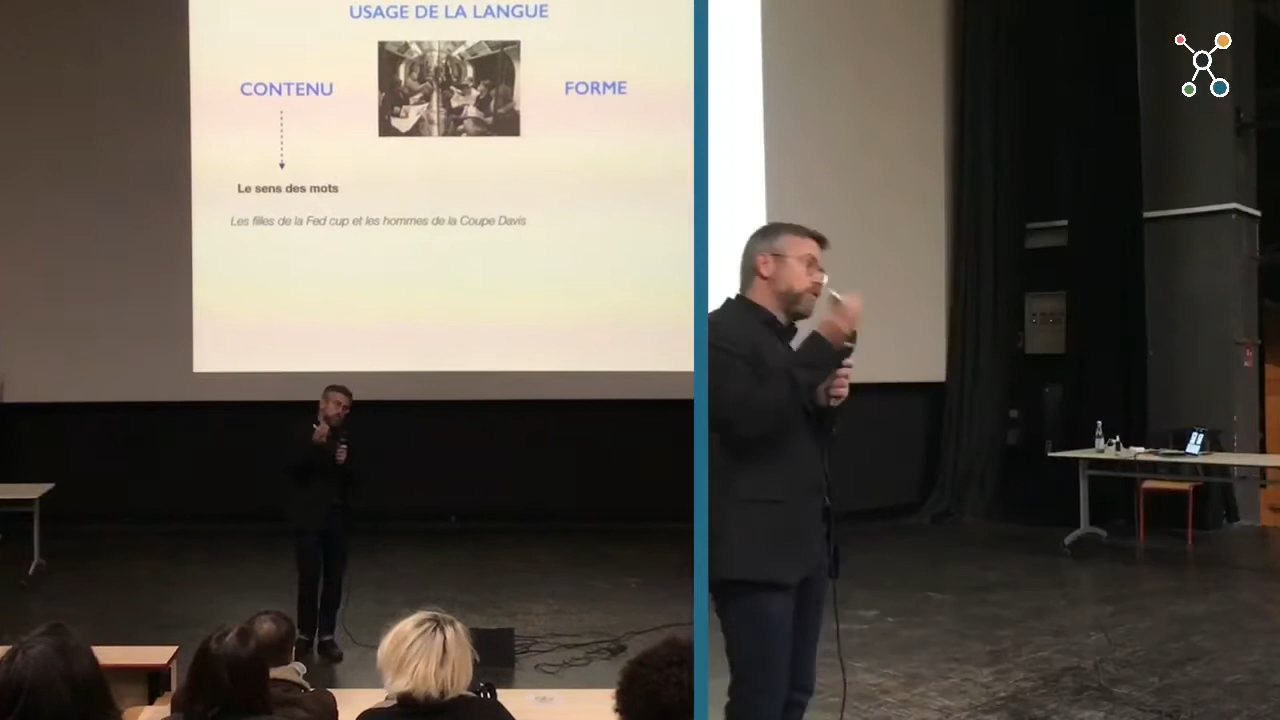 USAGE DE LA LANGUE
CONTENU
FORME
Le sens des mots
Les filles de la Fed cup et les hommes de la Coupe Davis